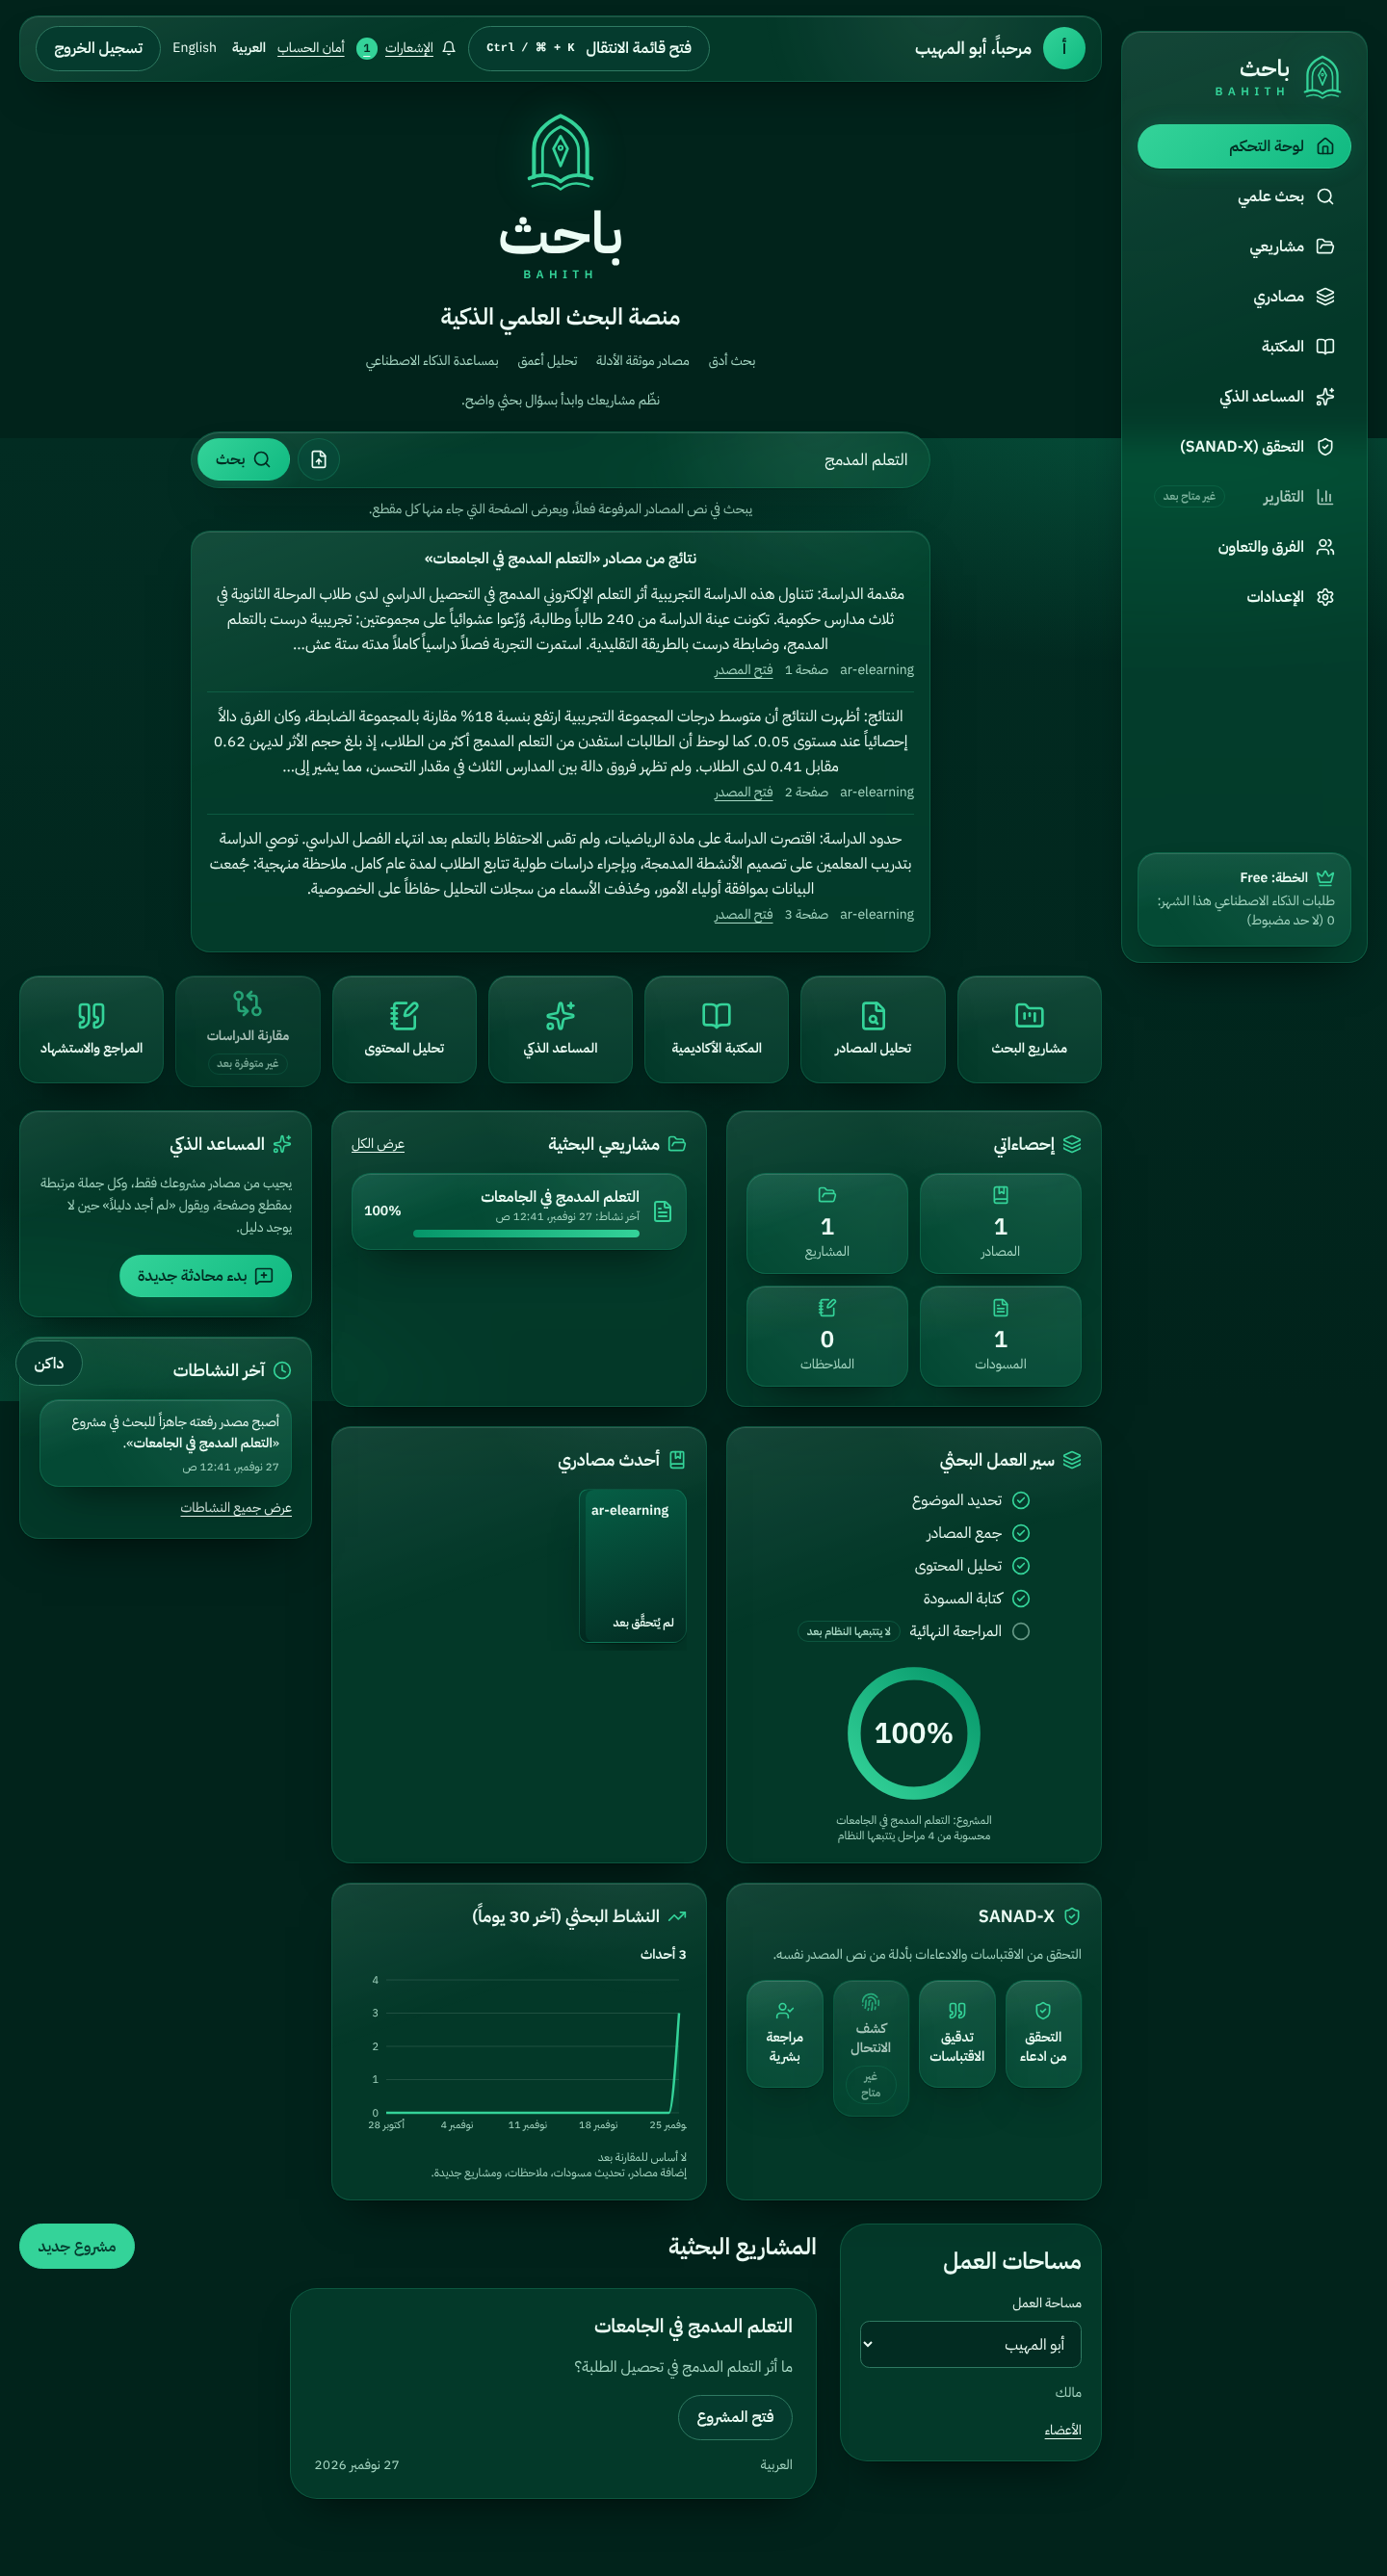 باحث
BAHITH
لوحة التحكم
بحث علمي
مشاريعي
مصادري
المكتبة
المساعد الذكي
التحقق (SANAD-X)
التقارير
غير متاح بعد
الفرق والتعاون
الإعدادات
الخطة: Free
طلبات الذكاء الاصطناعي هذا الشهر:
0 (لا حد مضبوط)
أ
مرحباً، أبو المهيب
فتح قائمة الانتقال Ctrl / ⌘ + K
الإشعارات 1
أمان الحساب
العربية
English
تسجيل الخروج
باحث
BAHITH
منصة البحث العلمي الذكية
بحث أدق مصادر موثقة الأدلة تحليل أعمق بمساعدة الذكاء الاصطناعي
نظّم مشاريعك وابدأ بسؤال بحثي واضح.
التعلم المدمج
بحث
يبحث في نص المصادر المرفوعة فعلاً، ويعرض الصفحة التي جاء منها كل مقطع.
نتائج من مصادر «التعلم المدمج في الجامعات»
مقدمة الدراسة: تتناول هذه الدراسة التجريبية أثر التعلم الإلكتروني المدمج في التحصيل الدراسي لدى طلاب المرحلة الثانوية في
ثلاث مدارس حكومية. تكونت عينة الدراسة من 240 طالباً وطالبة، وُزّعوا عشوائياً على مجموعتين: تجريبية درست بالتعلم
المدمج، وضابطة درست بالطريقة التقليدية. استمرت التجربة فصلاً دراسياً كاملاً مدته ستة عش…
ar-elearning صفحة 1 فتح المصدر
النتائج: أظهرت النتائج أن متوسط درجات المجموعة التجريبية ارتفع بنسبة 18% مقارنة بالمجموعة الضابطة، وكان الفرق دالاً
إحصائياً عند مستوى 0.05. كما لوحظ أن الطالبات استفدن من التعلم المدمج أكثر من الطلاب، إذ بلغ حجم الأثر لديهن 0.62
مقابل 0.41 لدى الطلاب. ولم تظهر فروق دالة بين المدارس الثلاث في مقدار التحسن، مما يشير إلى…
ar-elearning صفحة 2 فتح المصدر
حدود الدراسة: اقتصرت الدراسة على مادة الرياضيات، ولم تقس الاحتفاظ بالتعلم بعد انتهاء الفصل الدراسي. توصي الدراسة
بتدريب المعلمين على تصميم الأنشطة المدمجة، وإجراء دراسات طولية تتابع الطلاب لمدة عام كامل. ملاحظة منهجية: جُمعت
البيانات بموافقة أولياء الأمور، وحُذفت الأسماء من سجلات التحليل حفاظاً على الخصوصية.
ar-elearning صفحة 3 فتح المصدر
مشاريع البحث
تحليل المصادر
المكتبة الأكاديمية
المساعد الذكي
تحليل المحتوى
مقارنة الدراسات
غير متوفرة بعد
المراجع والاستشهاد
إحصاءاتي
1
المصادر
1
المشاريع
1
المسودات
0
الملاحظات
مشاريعي البحثية
عرض الكل
التعلم المدمج في الجامعات
آخر نشاط: 27 نوفمبر، 12:41 ص
100%
المساعد الذكي
يجيب من مصادر مشروعك فقط، وكل جملة مرتبطة
بمقطع وصفحة، ويقول «لم أجد دليلاً» حين لا
يوجد دليل.
بدء محادثة جديدة
داكن
آخر النشاطات
أصبح مصدر رفعته جاهزاً للبحث في مشروع
«التعلم المدمج في الجامعات».
27 نوفمبر، 12:41 ص
عرض جميع النشاطات
سير العمل البحثي
تحديد الموضوع
جمع المصادر
تحليل المحتوى
كتابة المسودة
المراجعة النهائية
لا يتتبعها النظام بعد
100%
المشروع: التعلم المدمج في الجامعات
محسوبة من 4 مراحل يتتبعها النظام
أحدث مصادري
ar-elearning
لم يُتحقَّق بعد
SANAD-X
التحقق من الاقتباسات والادعاءات بأدلة من نص المصدر نفسه.
التحقق
من ادعاء
تدقيق
الاقتباسات
كشف
الانتحال
غير
متاح
مراجعة
بشرية
النشاط البحثي (آخر 30 يوماً)
3 أحداث
4
3
2
1
0
28 أكتوبر
4 نوفمبر
11 نوفمبر
18 نوفمبر
25 نوفمبر
لا أساس للمقارنة بعد
إضافة مصادر، تحديث مسودات، ملاحظات، ومشاريع جديدة.
مساحات العمل
مساحة العمل
أبو المهيب
مالك
الأعضاء
المشاريع البحثية
مشروع جديد
التعلم المدمج في الجامعات
ما أثر التعلم المدمج في تحصيل الطلبة؟
فتح المشروع
العربية
27 نوفمبر 2026